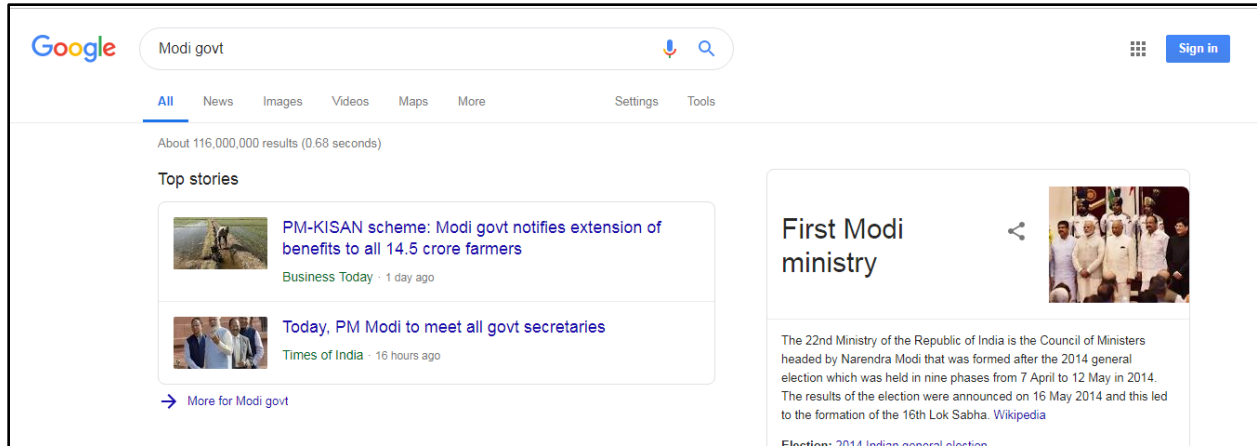 Google
Modi govt
Sign in
All News Images Videos Maps More Settings Tools
About 116,000,000 results (0.68 seconds)
Top stories
PM-KISAN scheme: Modi govt notifies extension of
benefits to all 14.5 crore farmers
Business Today · 1 day ago
Today, PM Modi to meet all govt secretaries
Times of India · 16 hours ago
More for Modi govt
First Modi
ministry
The 22nd Ministry of the Republic of India is the Council of Ministers
headed by Narendra Modi that was formed after the 2014 general
election which was held in nine phases from 7 April to 12 May in 2014.
The results of the election were announced on 16 May 2014 and this led
to the formation of the 16th Lok Sabha. Wikipedia
Election: 2014 Indian general election